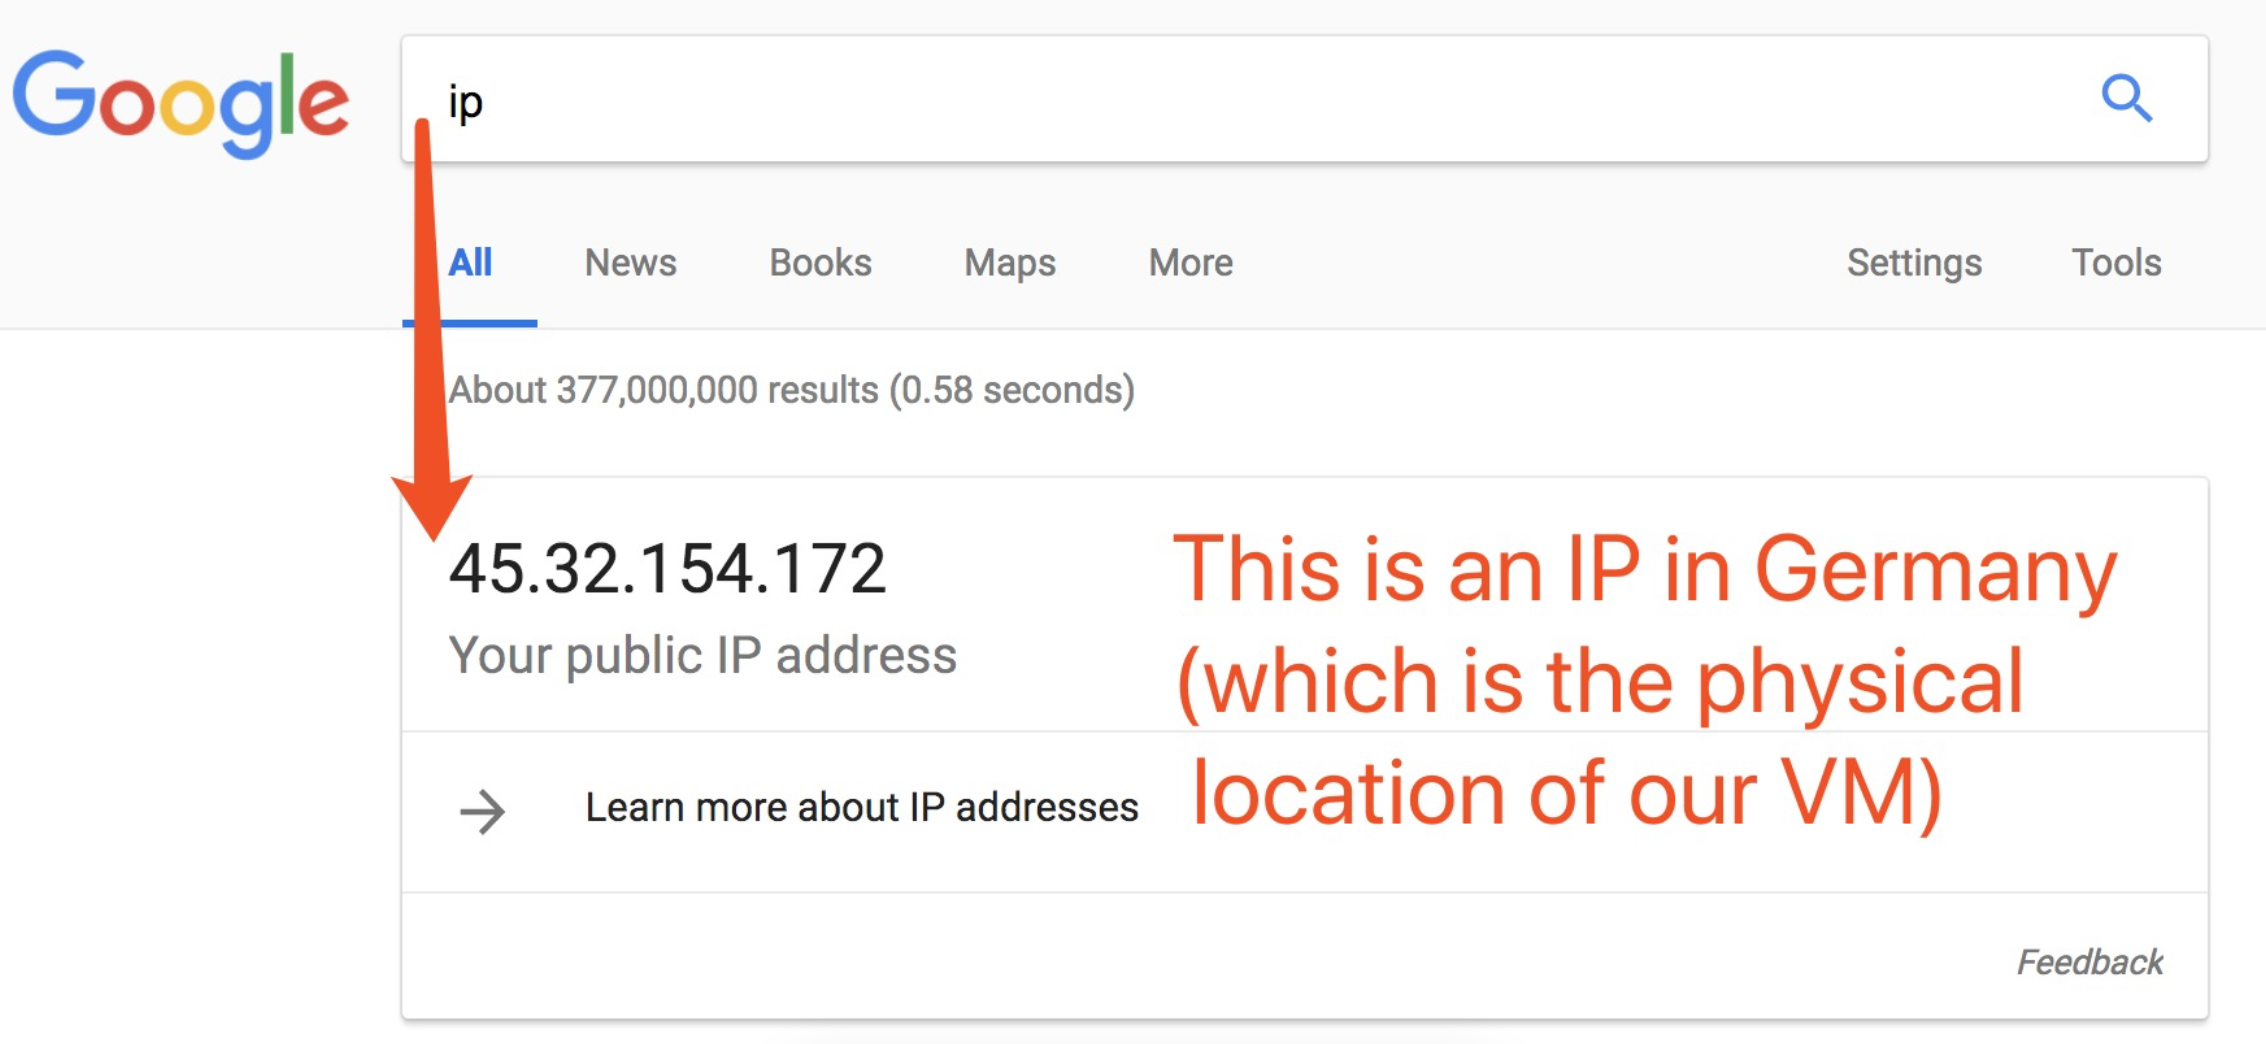 Google
ip
All News Books Maps More Settings Tools
About 377,000,000 results (0.58 seconds)
45.32.154.172
Your public IP address
This is an IP in Germany
(which is the physical
location of our VM)
Learn more about IP addresses
Feedback